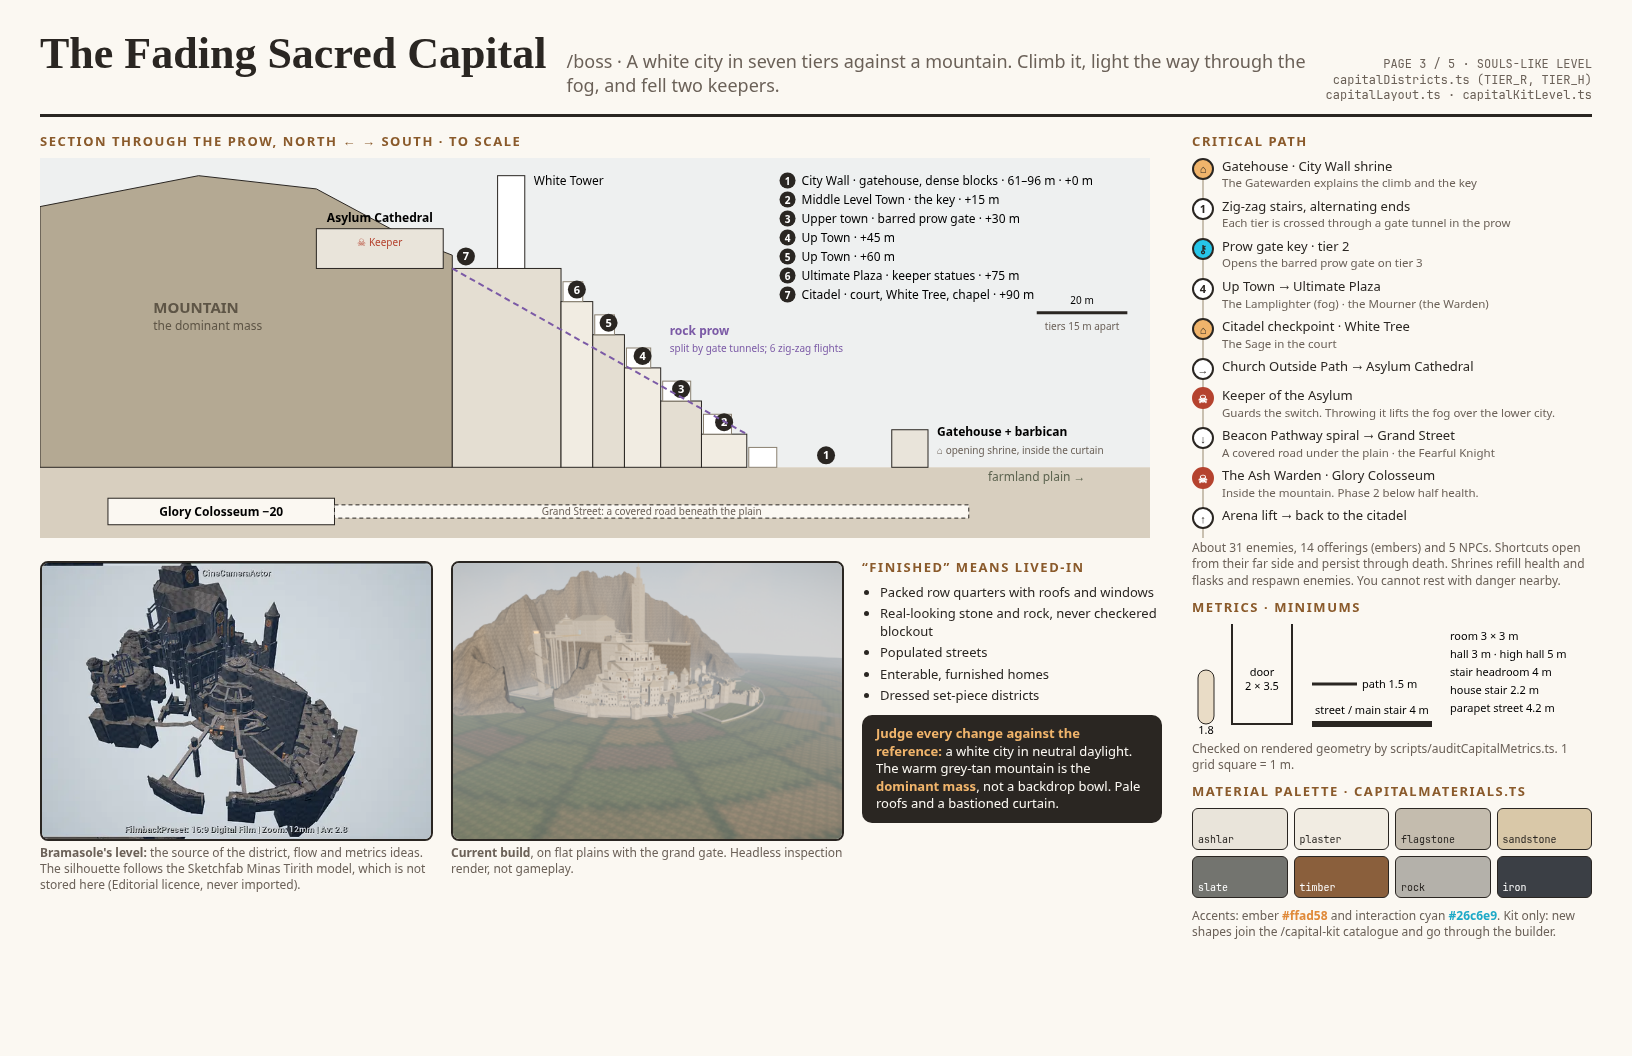 The Fading Sacred Capital
/boss · A white city in seven tiers against a mountain. Climb it, light the way through the
fog, and fell two keepers.
PAGE 3 / 5 · SOULS-LIKE LEVEL
capitalDistricts.ts (TIER_R, TIER_H)
capitalLayout.ts · capitalKitLevel.ts
SECTION THROUGH THE PROW, NORTH ← → SOUTH · TO SCALE
White Tower
Asylum Cathedral
☠ Keeper
MOUNTAIN
the dominant mass
1 City Wall · gatehouse, dense blocks · 61–96 m · +0 m
2 Middle Level Town · the key · +15 m
3 Upper town · barred prow gate · +30 m
4 Up Town · +45 m
5 Up Town · +60 m
6 Ultimate Plaza · keeper statues · +75 m
7 Citadel · court, White Tree, chapel · +90 m
20 m
tiers 15 m apart
7
6
5
4
3
2
1
rock prow
split by gate tunnels; 6 zig-zag flights
Gatehouse + barbican
⌂ opening shrine, inside the curtain
farmland plain →
Glory Colosseum −20
Grand Street: a covered road beneath the plain
CineCameraActor
FilmbackPreset: 16:9 Digital Film | Zoom: 12mm | Av: 2.8
Bramasole's level: the source of the district, flow and metrics ideas.
The silhouette follows the Sketchfab Minas Tirith model, which is not
stored here (Editorial licence, never imported).
Current build, on flat plains with the grand gate. Headless inspection
render, not gameplay.
“FINISHED” MEANS LIVED-IN
• Packed row quarters with roofs and windows
• Real-looking stone and rock, never checkered
blockout
• Populated streets
• Enterable, furnished homes
• Dressed set-piece districts
Judge every change against the
reference: a white city in neutral daylight.
The warm grey-tan mountain is the
dominant mass, not a backdrop bowl. Pale
roofs and a bastioned curtain.
CRITICAL PATH
⌂ Gatehouse · City Wall shrine
The Gatewarden explains the climb and the key
1 Zig-zag stairs, alternating ends
Each tier is crossed through a gate tunnel in the prow
Prow gate key · tier 2
Opens the barred prow gate on tier 3
4 Up Town → Ultimate Plaza
The Lamplighter (fog) · the Mourner (the Warden)
⌂ Citadel checkpoint · White Tree
The Sage in the court
→ Church Outside Path → Asylum Cathedral
☠ Keeper of the Asylum
Guards the switch. Throwing it lifts the fog over the lower city.
↓ Beacon Pathway spiral → Grand Street
A covered road under the plain · the Fearful Knight
☠ The Ash Warden · Glory Colosseum
Inside the mountain. Phase 2 below half health.
↑ Arena lift → back to the citadel
About 31 enemies, 14 offerings (embers) and 5 NPCs. Shortcuts open
from their far side and persist through death. Shrines refill health and
flasks and respawn enemies. You cannot rest with danger nearby.
METRICS · MINIMUMS
1.8
door
2 × 3.5
path 1.5 m
street / main stair 4 m
room 3 × 3 m
hall 3 m · high hall 5 m
stair headroom 4 m
house stair 2.2 m
parapet street 4.2 m
Checked on rendered geometry by scripts/auditCapitalMetrics.ts. 1
grid square = 1 m.
MATERIAL PALETTE · CAPITALMATERIALS.TS
ashlar
plaster
flagstone
sandstone
slate
timber
rock
iron
Accents: ember #ffad58 and interaction cyan #26c6e9. Kit only: new
shapes join the /capital-kit catalogue and go through the builder.